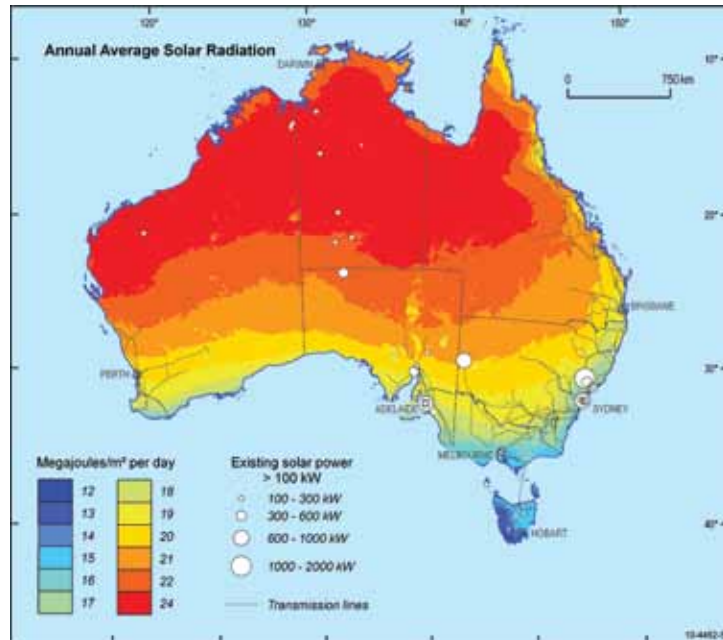 120° 130° 140° 150°
Annual Average Solar Radiation
DARWIN
10°
0 750 km
20°
BRISBANE
30°
PERTH
ADELAIDE
SYDNEY
MELBOURNE
40°
HOBART
Megajoules/m² per day
12 18
13 19
14 20
15 21
16 22
17 24
Existing solar power
> 100 kW
100 - 300 kW
300 - 600 kW
600 - 1000 kW
1000 - 2000 kW
Transmission lines